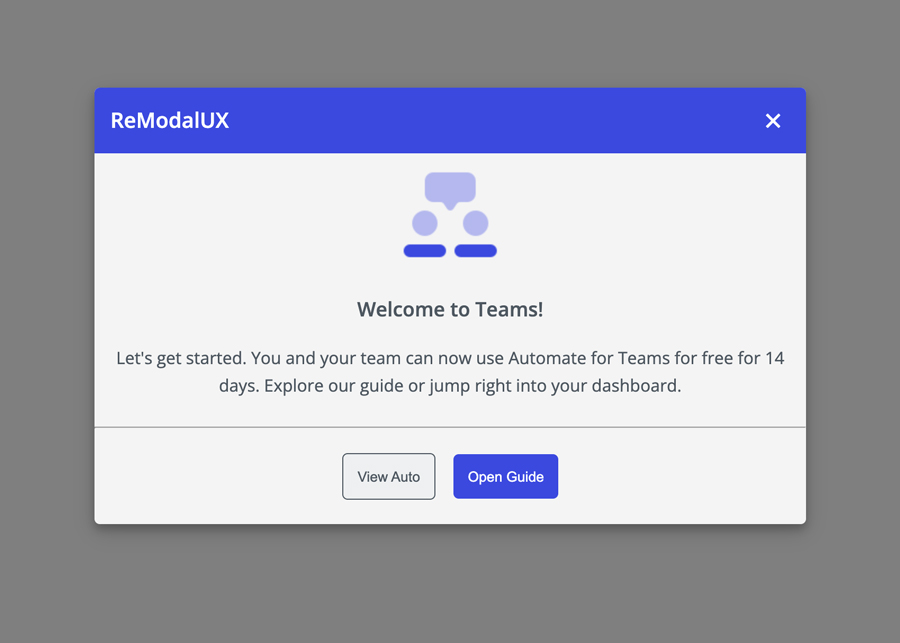 ReModalUX
Welcome to Teams!
Let's get started. You and your team can now use Automate for Teams for free for 14
days. Explore our guide or jump right into your dashboard.
View Auto
Open Guide